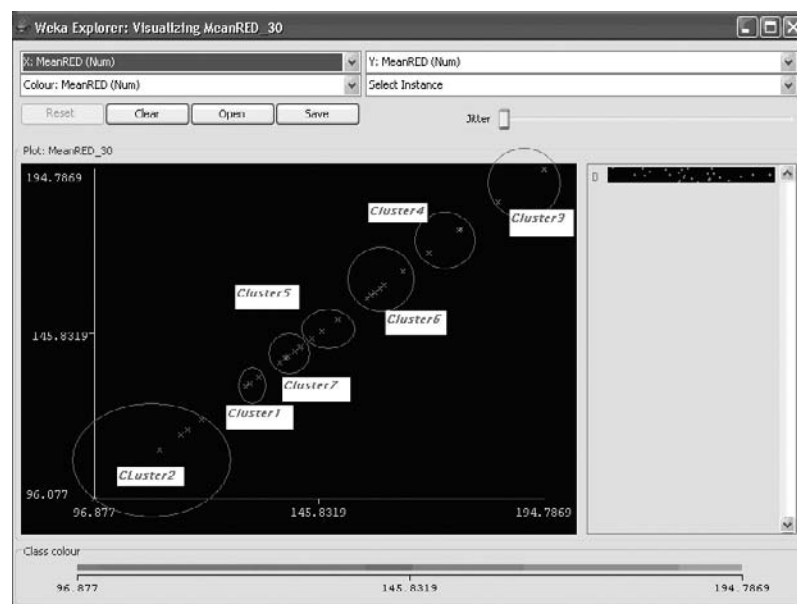 Weka Explorer: Visualizing MeanRED_30
X: MeanRED (Num)
Y: MeanRED (Num)
Colour: MeanRED (Num)
Select Instance
Reset
Clear
Open
Save
Jitter
Plot: MeanRED_30
194.7869
Cluster4
Cluster3
Cluster5
Cluster6
145.8319
Cluster7
Cluster1
CLuster2
96.077
96.877
145.8319
194.7869
Class colour
96.877
145.8319
194.7869